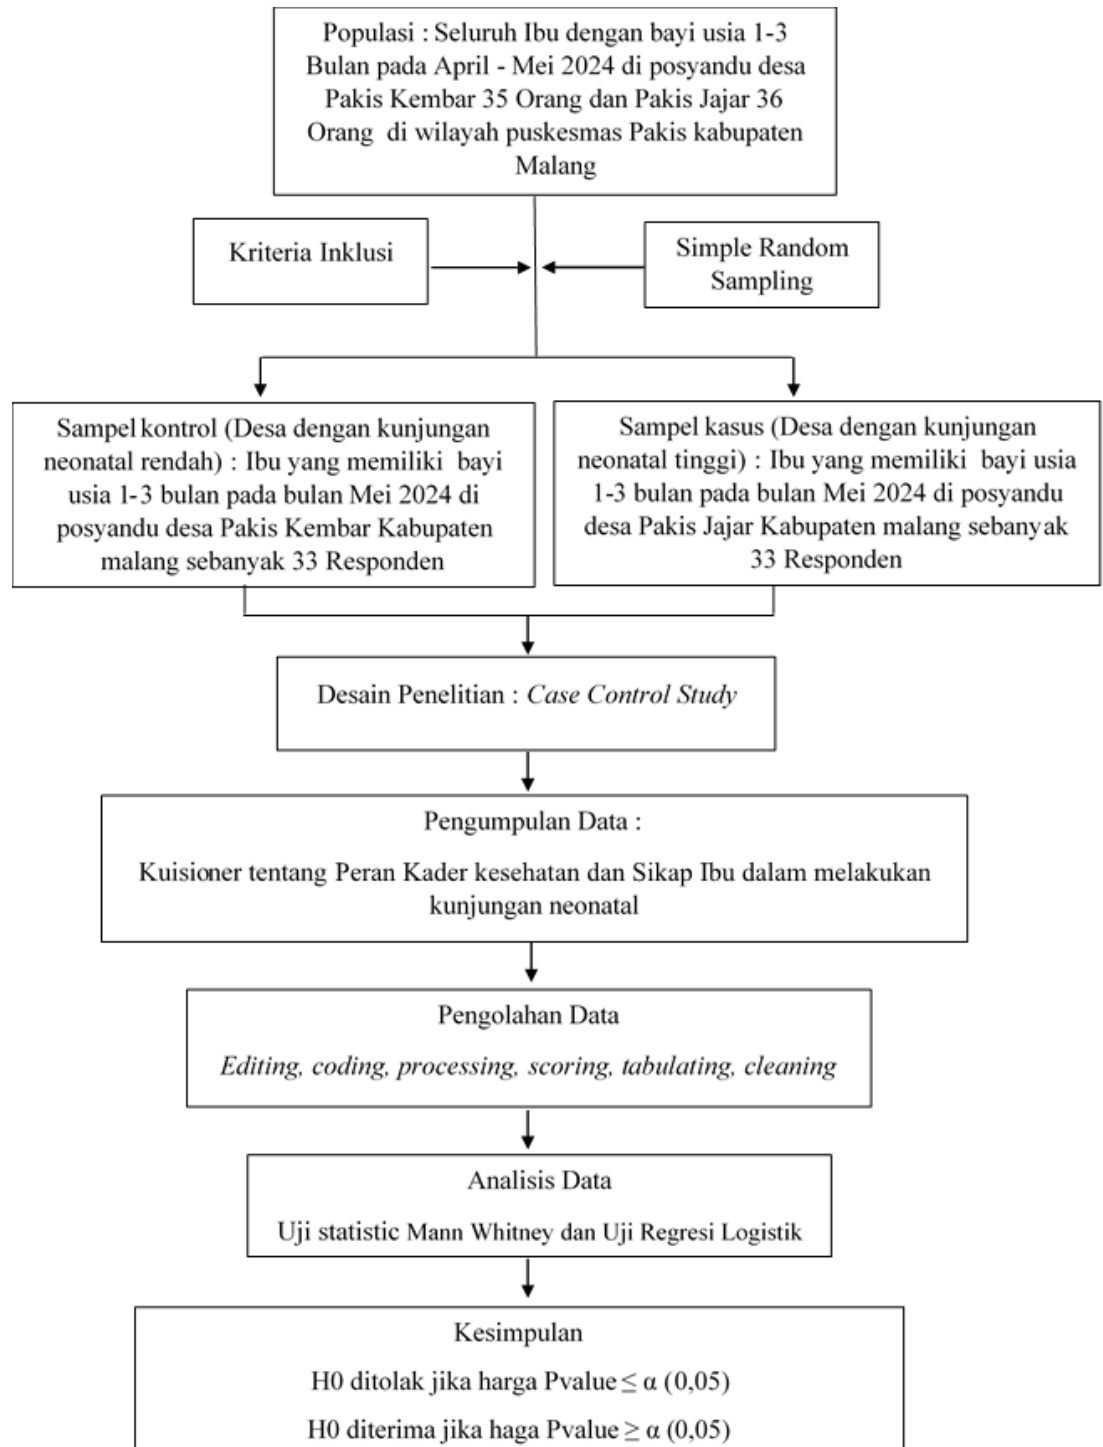 Populasi : Seluruh Ibu dengan bayi usia 1-3
Bulan pada April - Mei 2024 di posyandu desa
Pakis Kembar 35 Orang dan Pakis Jajar 36
Orang di wilayah puskesmas Pakis kabupaten
Malang
Kriteria Inklusi
Simple Random
Sampling
Sampel kontrol (Desa dengan kunjungan
neonatal rendah) : Ibu yang memiliki bayi
usia 1-3 bulan pada bulan Mei 2024 di
posyandu desa Pakis Kembar Kabupaten
malang sebanyak 33 Responden
Sampel kasus (Desa dengan kunjungan
neonatal tinggi) : Ibu yang memiliki bayi usia
1-3 bulan pada bulan Mei 2024 di posyandu
desa Pakis Jajar Kabupaten malang sebanyak
33 Responden
Desain Penelitian : Case Control Study
Pengumpulan Data :
Kuisioner tentang Peran Kader kesehatan dan Sikap Ibu dalam melakukan
kunjungan neonatal
Pengolahan Data
Editing, coding, processing, scoring, tabulating, cleaning
Analisis Data
Uji statistic Mann Whitney dan Uji Regresi Logistik
Kesimpulan
H0 ditolak jika harga Pvalue ≤ α (0,05)
H0 diterima jika haga Pvalue ≥ α (0,05)